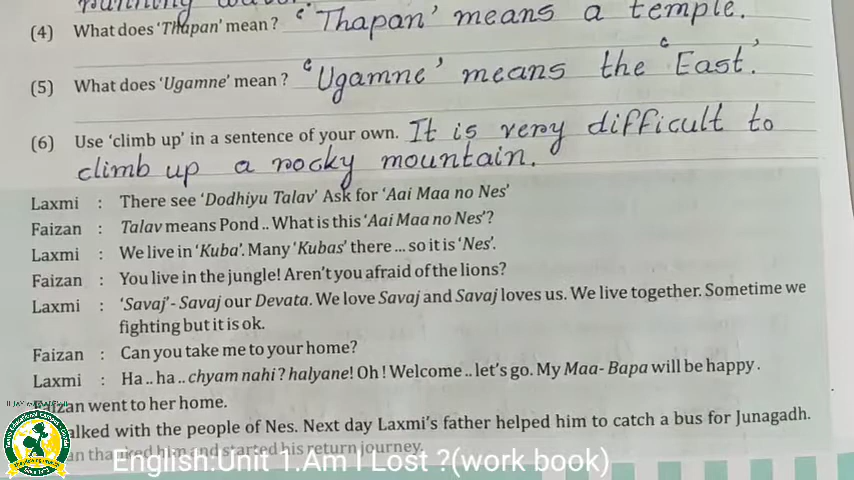 running
(4) What does 'Thapan' mean? 'Thapan' means a temple.
(5) What does 'Ugamne' mean? 'Ugamne' means the 'East'.
(6) Use 'climb up' in a sentence of your own. It is very difficult to
climb up a rocky mountain.
Laxmi : There see 'Dodhiyu Talav' Ask for 'Aai Maa no Nes'
Faizan : Talav means Pond .. What is this 'Aai Maa no Nes'?
Laxmi : We live in 'Kuba'. Many 'Kubas' there ... so it is 'Nes'.
Faizan : You live in the jungle! Aren't you afraid of the lions?
Laxmi : 'Savaj' - Savaj our Devata. We love Savaj and Savaj loves us. We live together. Sometime we
fighting but it is ok.
Faizan : Can you take me to your home?
Laxmi : Ha .. ha .. chyam nahi? halyane! Oh! Welcome .. let's go. My Maa- Bapa will be happy.
Faizan went to her home.
alked with the people of Nes. Next day Laxmi's father helped him to catch a bus for Junagadh.
him and started his return journey.
English:Unit 1.Am I Lost ?(work book)